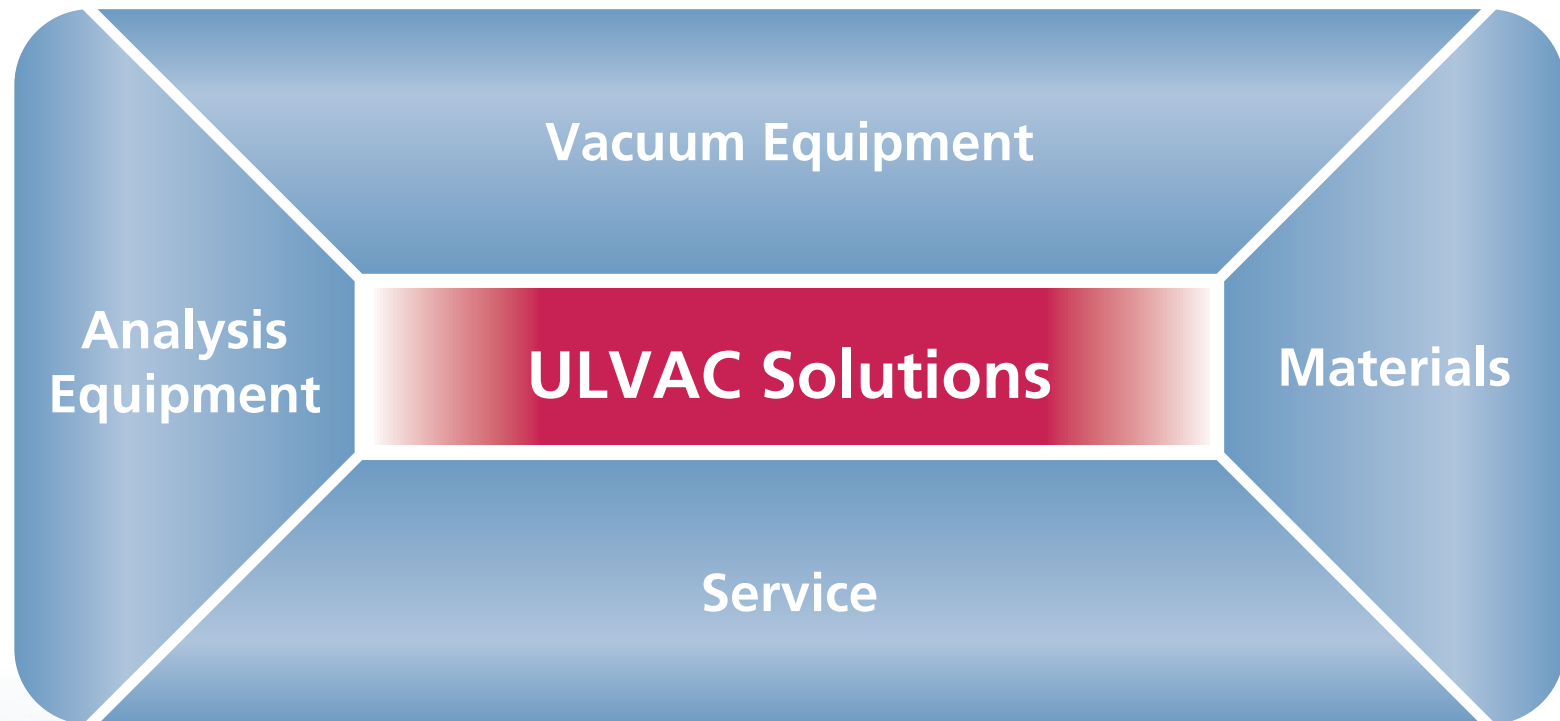 Vacuum Equipment
Analysis
Equipment
ULVAC Solutions
Materials
Service